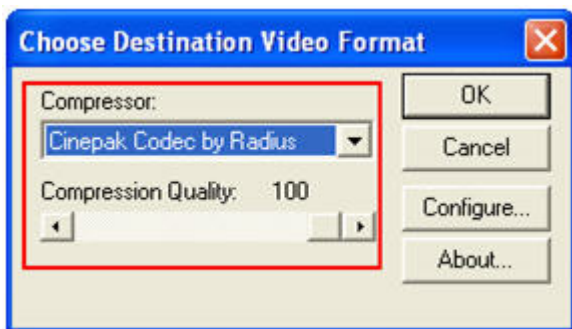 Choose Destination Video Format
Compressor:
Cinepak Codec by Radius
Compression Quality: 100
OK
Cancel
Configure...
About...